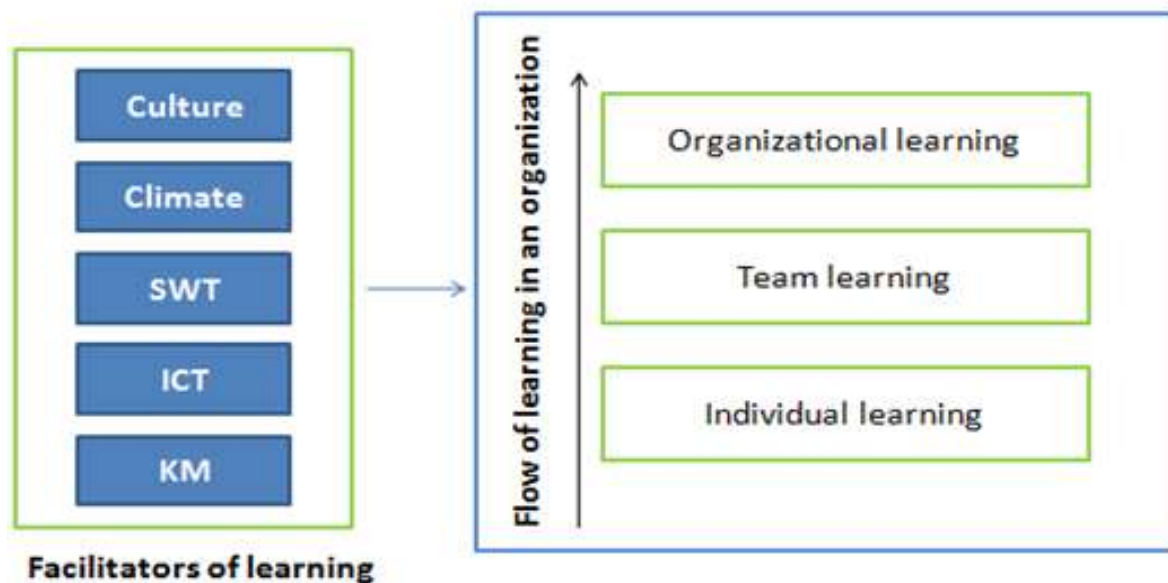 Culture
Climate
SWT
ICT
KM
Facilitators of learning
Flow of learning in an organization
Organizational learning
Team learning
Individual learning